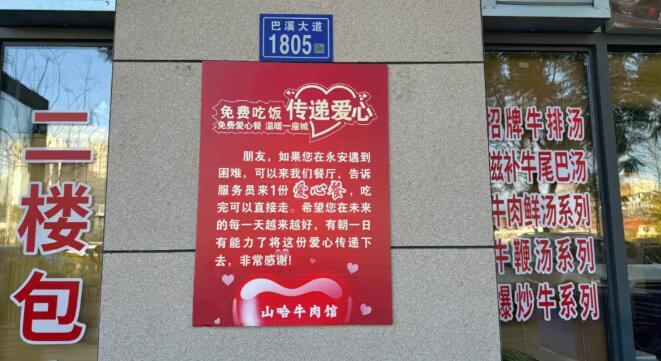 巴溪大道
1805
免费吃饭 传递爱心
免费爱心餐 温暖一座城
朋友，如果您在永安遇到
困难，可以来我们餐厅，告诉
服务员来1份爱心餐，吃
完可以直接走。希望您在未来
的每一天越来越好，有朝一日
有能力了将这份爱心传递下
去，非常感谢！
山哈牛肉馆
二楼包
招牌牛排汤
滋补牛尾巴汤
牛肉鲜汤系列
牛鞭汤系列
爆炒牛系列